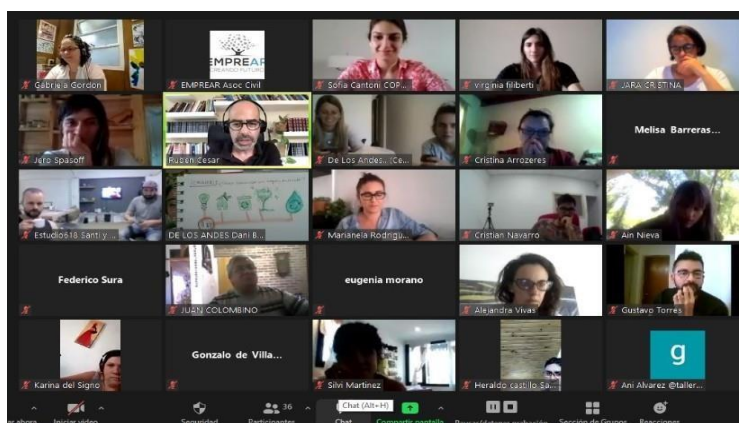 Gabriela Gordon
EMPREAR
CREANDO FUTURO
EMPREAR Asoc Civil
Sofia Cantoni COP...
virginia filiberti
JARA CRISTINA
Jero Spasoff
Ruben Cesar
De Los Andes.. (Ce...
Cristina Arrozeres
Melisa Barreras...
Estudio618 Santi y ...
DE LOS ANDES Dani B...
Marianela Rodrigu...
Cristian Navarro
Ain Nieva
Federico Sura
JUAN COLOMBINO
eugenia morano
Alejandra Vivas
Gustavo Torres
Karina del Signo
Gonzalo de Villa...
Silvi Martinez
Heraldo castillo Sa...
g
Ani Alvarez @taller...
36
Chat (Alt+H)
Iniciar video
Seguridad
Participantes
Chat
Compartir pantalla
Sección de Grupos
Reacciones